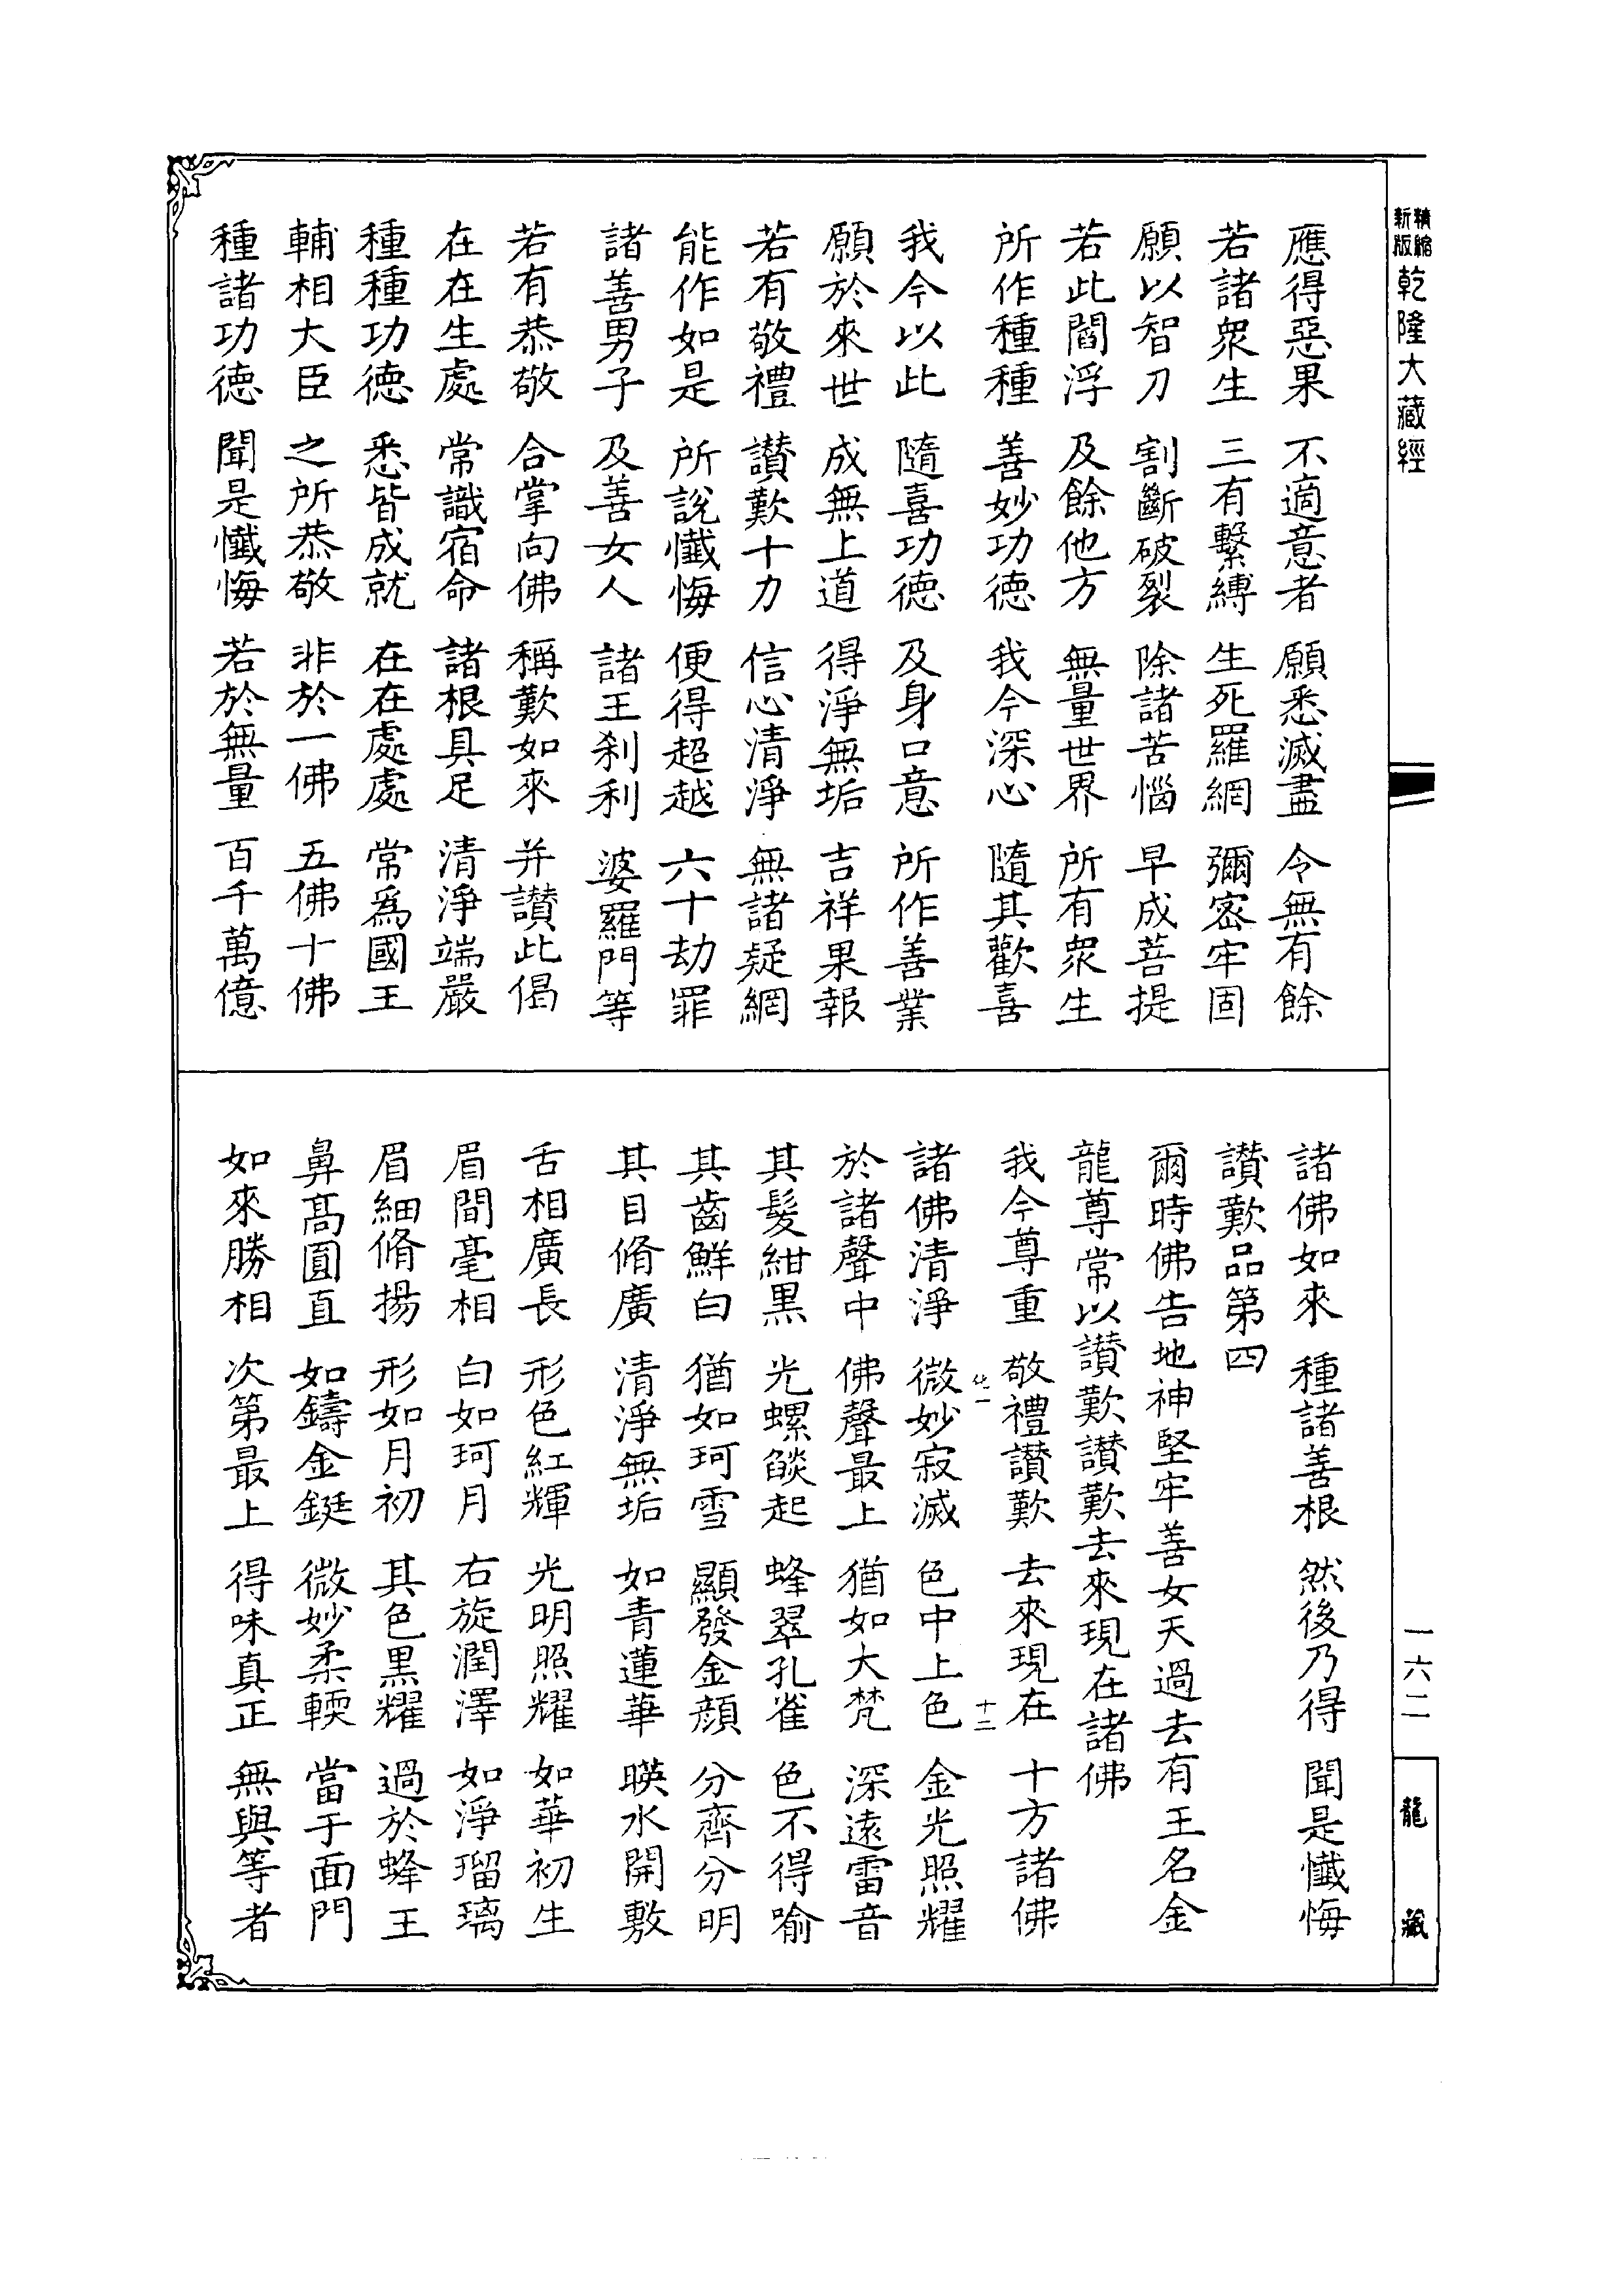 精縮新版乾隆大藏經
應得惡果 不適意者 願悉滅盡 令無有餘
若諸衆生 三有繫縛 生死羅網 彌密牢固
願以智刀 割斷破裂 除諸苦惱 早成菩提
若此閻浮 及餘他方 無量世界 所有衆生
所作種種 善妙功德 我今深心 隨其歡喜
我今以此 隨喜功德 及身口意 所作善業
願於來世 成無上道 得淨無垢 吉祥果報
若有敬禮 讚歎十力 信心清淨 無諸疑網
能作如是 所說懺悔 便得超越 六十劫罪
諸善男子 及善女人 諸王刹利 婆羅門等
若有恭敬 合掌向佛 稱歎如來 并讚此偈
在在生處 常識宿命 諸根具足 清淨端嚴
種種功德 悉皆成就 在在處處 常爲國王
輔相大臣 之所恭敬 非於一佛 五佛十佛
種諸功德 聞是懺悔 若於無量 百千萬億
諸佛如來 種諸善根 然後乃得 聞是懺悔
讚歎品第四
爾時佛告地神堅牢善女天過去有王名金
龍尊常以讚歎讚歎去來現在諸佛
我今尊重 敬禮讚歎 去來現在 十方諸佛
十二
諸佛清淨 微妙寂滅 色中上色 金光照耀
於諸聲中 佛聲最上 猶如大梵 深遠雷音
其髮紺黑 光螺燄起 蜂翠孔雀 色不得喻
其齒鮮白 猶如珂雪 顯發金顏 分齊分明
其目脩廣 清淨無垢 如青蓮華 暎水開敷
舌相廣長 形色紅輝 光明照耀 如華初生
眉間毫相 白如珂月 右旋潤澤 如淨瑠璃
眉細脩揚 形如月初 其色黑耀 過於蜂王
鼻髙圓直 如鑄金鋌 微妙柔輭 當于面門
如來勝相 次第最上 得味真正 無與等者
一六二
龍藏